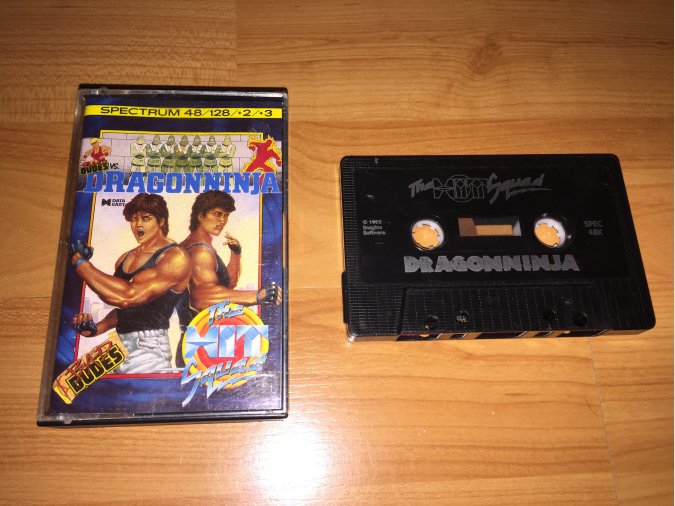 SPECTRUM 48/128/+2/+3
BAD
DUDES VS.
DRAGONNINJA
DATA
EAST
The
HIT
Squad
BAD
DUDES
The HIT Squad
© 1992
Imagine
Software.
SPEC
48K
DRAGONNINJA